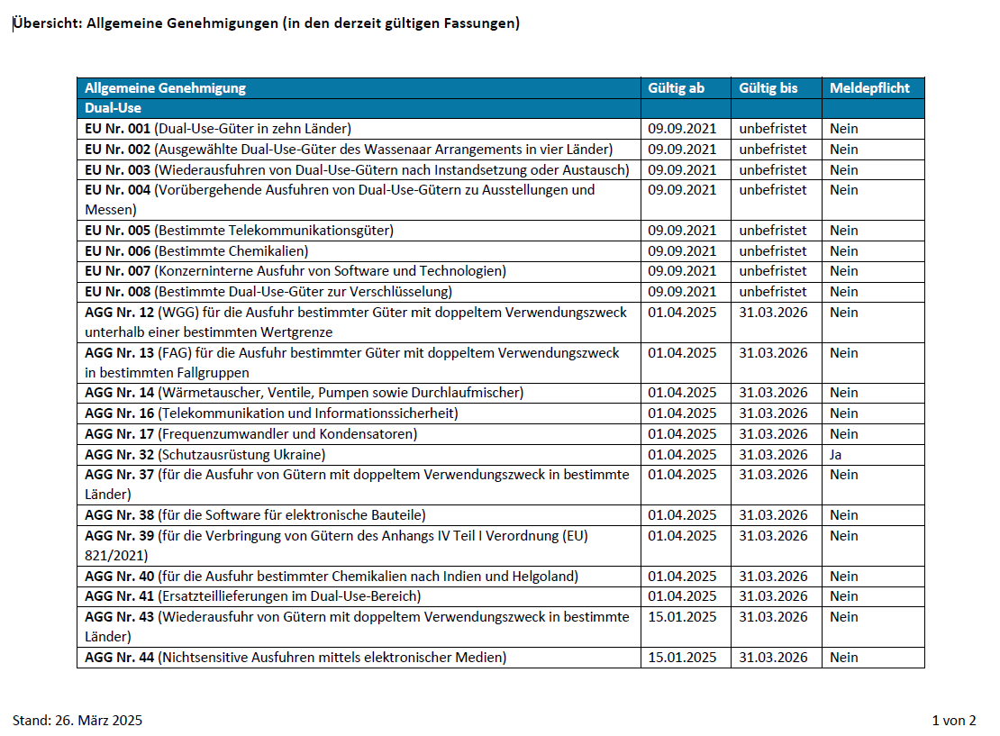 Übersicht: Allgemeine Genehmigungen (in den derzeit gültigen Fassungen)
Allgemeine Genehmigung Gültig ab Gültig bis Meldepflicht
Dual-Use
EU Nr. 001 (Dual-Use-Güter in zehn Länder) 09.09.2021 unbefristet Nein
EU Nr. 002 (Ausgewählte Dual-Use-Güter des Wassenaar Arrangements in vier Länder) 09.09.2021 unbefristet Nein
EU Nr. 003 (Wiederausfuhren von Dual-Use-Gütern nach Instandsetzung oder Austausch) 09.09.2021 unbefristet Nein
EU Nr. 004 (Vorübergehende Ausfuhren von Dual-Use-Gütern zu Ausstellungen und 09.09.2021 unbefristet Nein
Messen)
EU Nr. 005 (Bestimmte Telekommunikationsgüter) 09.09.2021 unbefristet Nein
EU Nr. 006 (Bestimmte Chemikalien) 09.09.2021 unbefristet Nein
EU Nr. 007 (Konzerninterne Ausfuhr von Software und Technologien) 09.09.2021 unbefristet Nein
EU Nr. 008 (Bestimmte Dual-Use-Güter zur Verschlüsselung) 09.09.2021 unbefristet Nein
AGG Nr. 12 (WGG) für die Ausfuhr bestimmter Güter mit doppeltem Verwendungszweck 01.04.2025 31.03.2026 Nein
unterhalb einer bestimmten Wertgrenze
AGG Nr. 13 (FAG) für die Ausfuhr bestimmter Güter mit doppeltem Verwendungszweck 01.04.2025 31.03.2026 Nein
in bestimmten Fallgruppen
AGG Nr. 14 (Wärmetauscher, Ventile, Pumpen sowie Durchlaufmischer) 01.04.2025 31.03.2026 Nein
AGG Nr. 16 (Telekommunikation und Informationssicherheit) 01.04.2025 31.03.2026 Nein
AGG Nr. 17 (Frequenzumwandler und Kondensatoren) 01.04.2025 31.03.2026 Nein
AGG Nr. 32 (Schutzausrüstung Ukraine) 01.04.2025 31.03.2026 Ja
AGG Nr. 37 (für die Ausfuhr von Gütern mit doppeltem Verwendungszweck in bestimmte 01.04.2025 31.03.2026 Nein
Länder)
AGG Nr. 38 (für die Software für elektronische Bauteile) 01.04.2025 31.03.2026 Nein
AGG Nr. 39 (für die Verbringung von Gütern des Anhangs IV Teil I Verordnung (EU) 01.04.2025 31.03.2026 Nein
821/2021)
AGG Nr. 40 (für die Ausfuhr bestimmter Chemikalien nach Indien und Helgoland) 01.04.2025 31.03.2026 Nein
AGG Nr. 41 (Ersatzteillieferungen im Dual-Use-Bereich) 01.04.2025 31.03.2026 Nein
AGG Nr. 43 (Wiederausfuhr von Gütern mit doppeltem Verwendungszweck in bestimmte 15.01.2025 31.03.2026 Nein
Länder)
AGG Nr. 44 (Nichtsensitive Ausfuhren mittels elektronischer Medien) 15.01.2025 31.03.2026 Nein
Stand: 26. März 2025 1 von 2